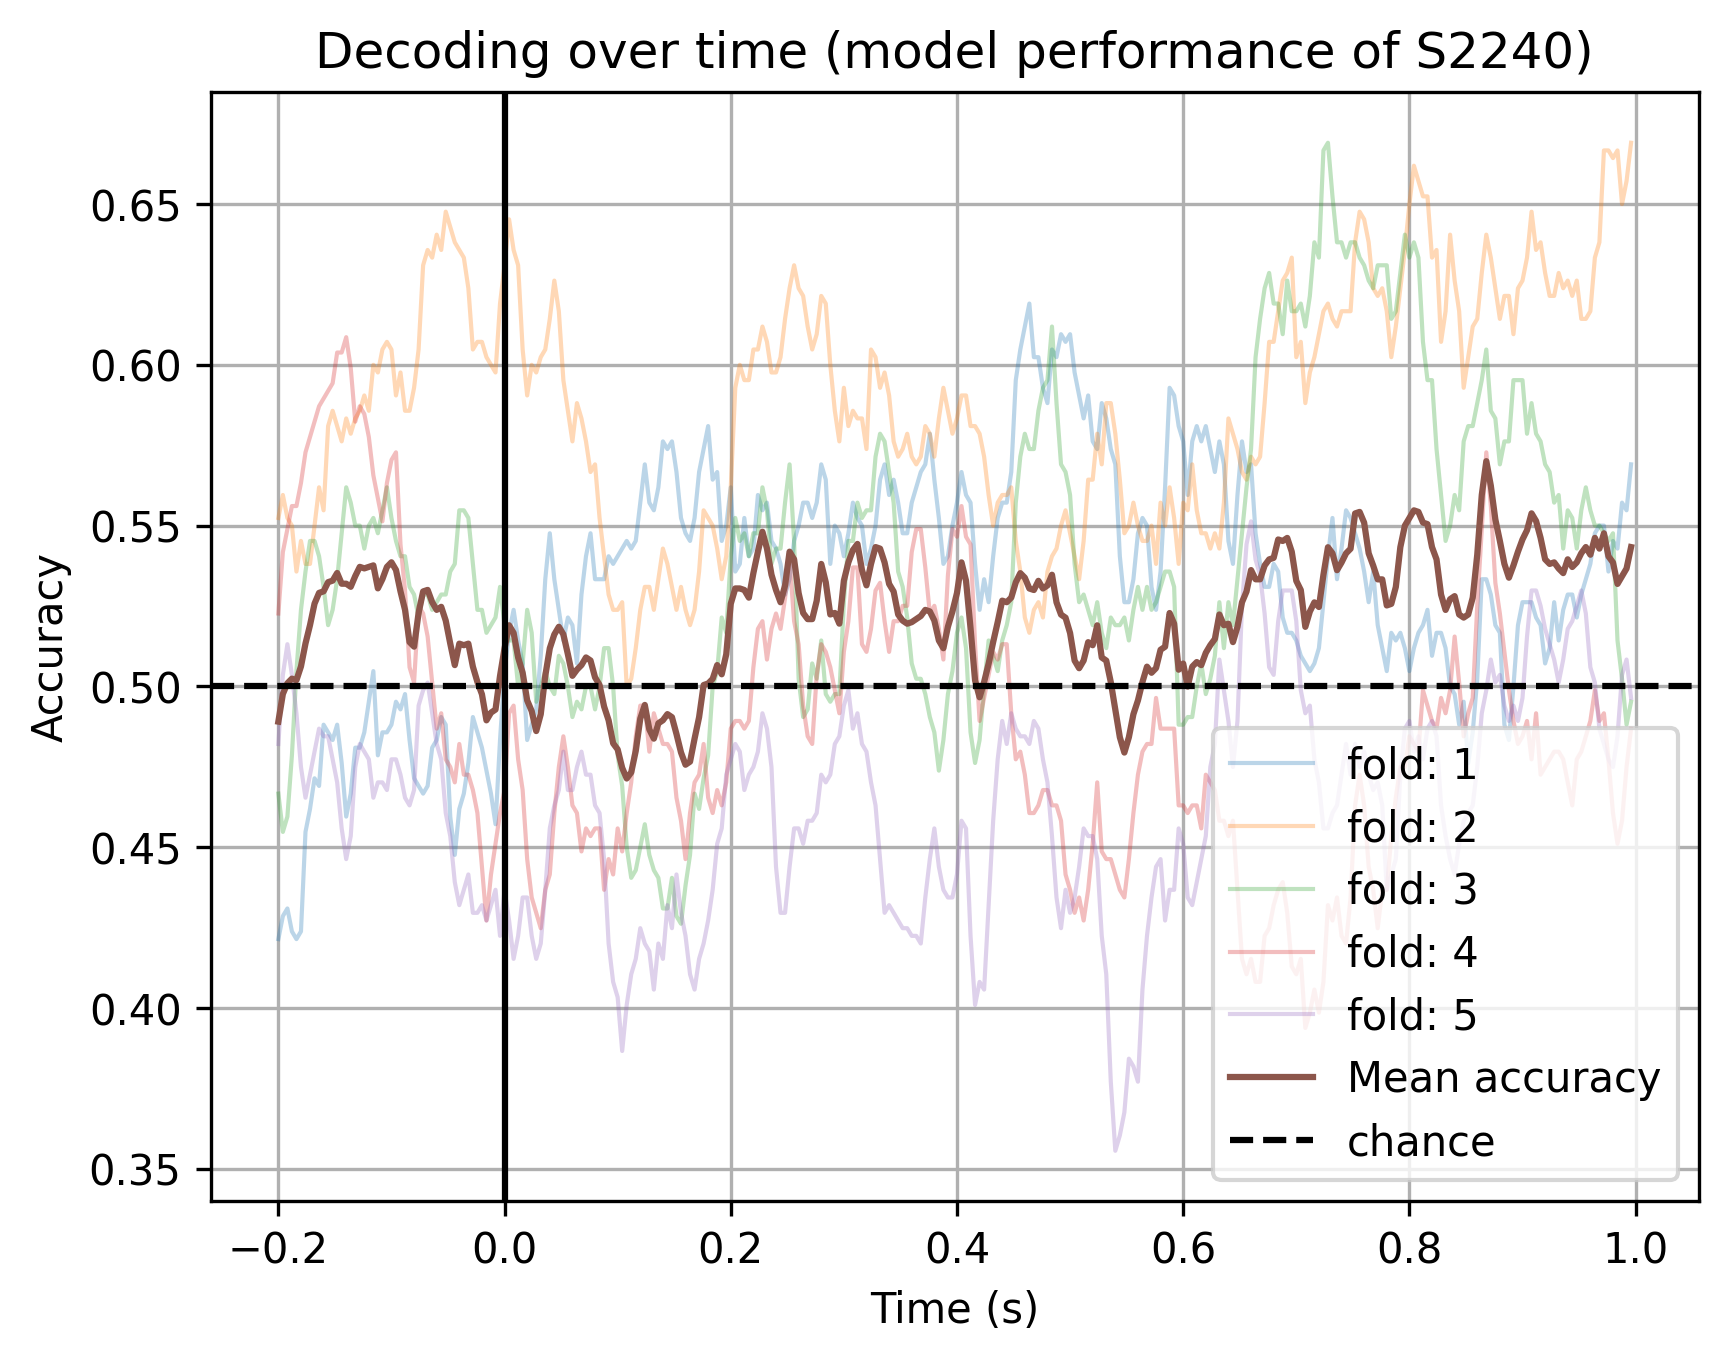 Decoding over time (model performance of S2240)
Accuracy
0.65
0.60
0.55
0.50
0.45
0.40
0.35
fold: 1
fold: 2
fold: 3
fold: 4
fold: 5
Mean accuracy
chance
−0.2 0.0 0.2 0.4 0.6 0.8 1.0
Time (s)